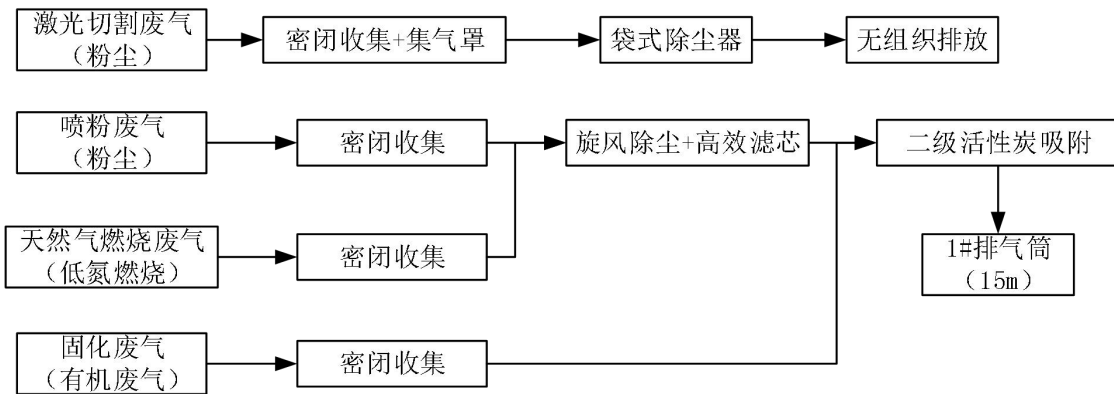 激光切割废气
（粉尘）
密闭收集+集气罩
袋式除尘器
无组织排放
喷粉废气
（粉尘）
密闭收集
旋风除尘+高效滤芯
二级活性炭吸附
天然气燃烧废气
（低氮燃烧）
密闭收集
1#排气筒
（15m）
固化废气
（有机废气）
密闭收集